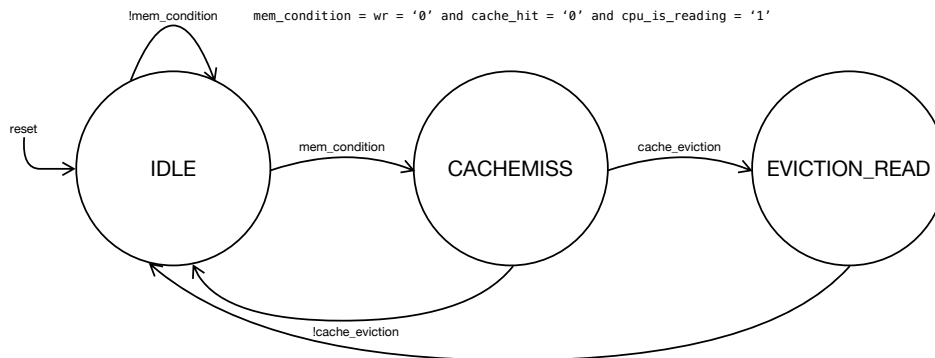 !mem_condition
mem_condition = wr = ‘0’ and cache_hit = ‘0’ and cpu_is_reading = ‘1’
reset
IDLE
mem_condition
CACHEMISS
cache_eviction
EVICTION_READ
!cache_eviction